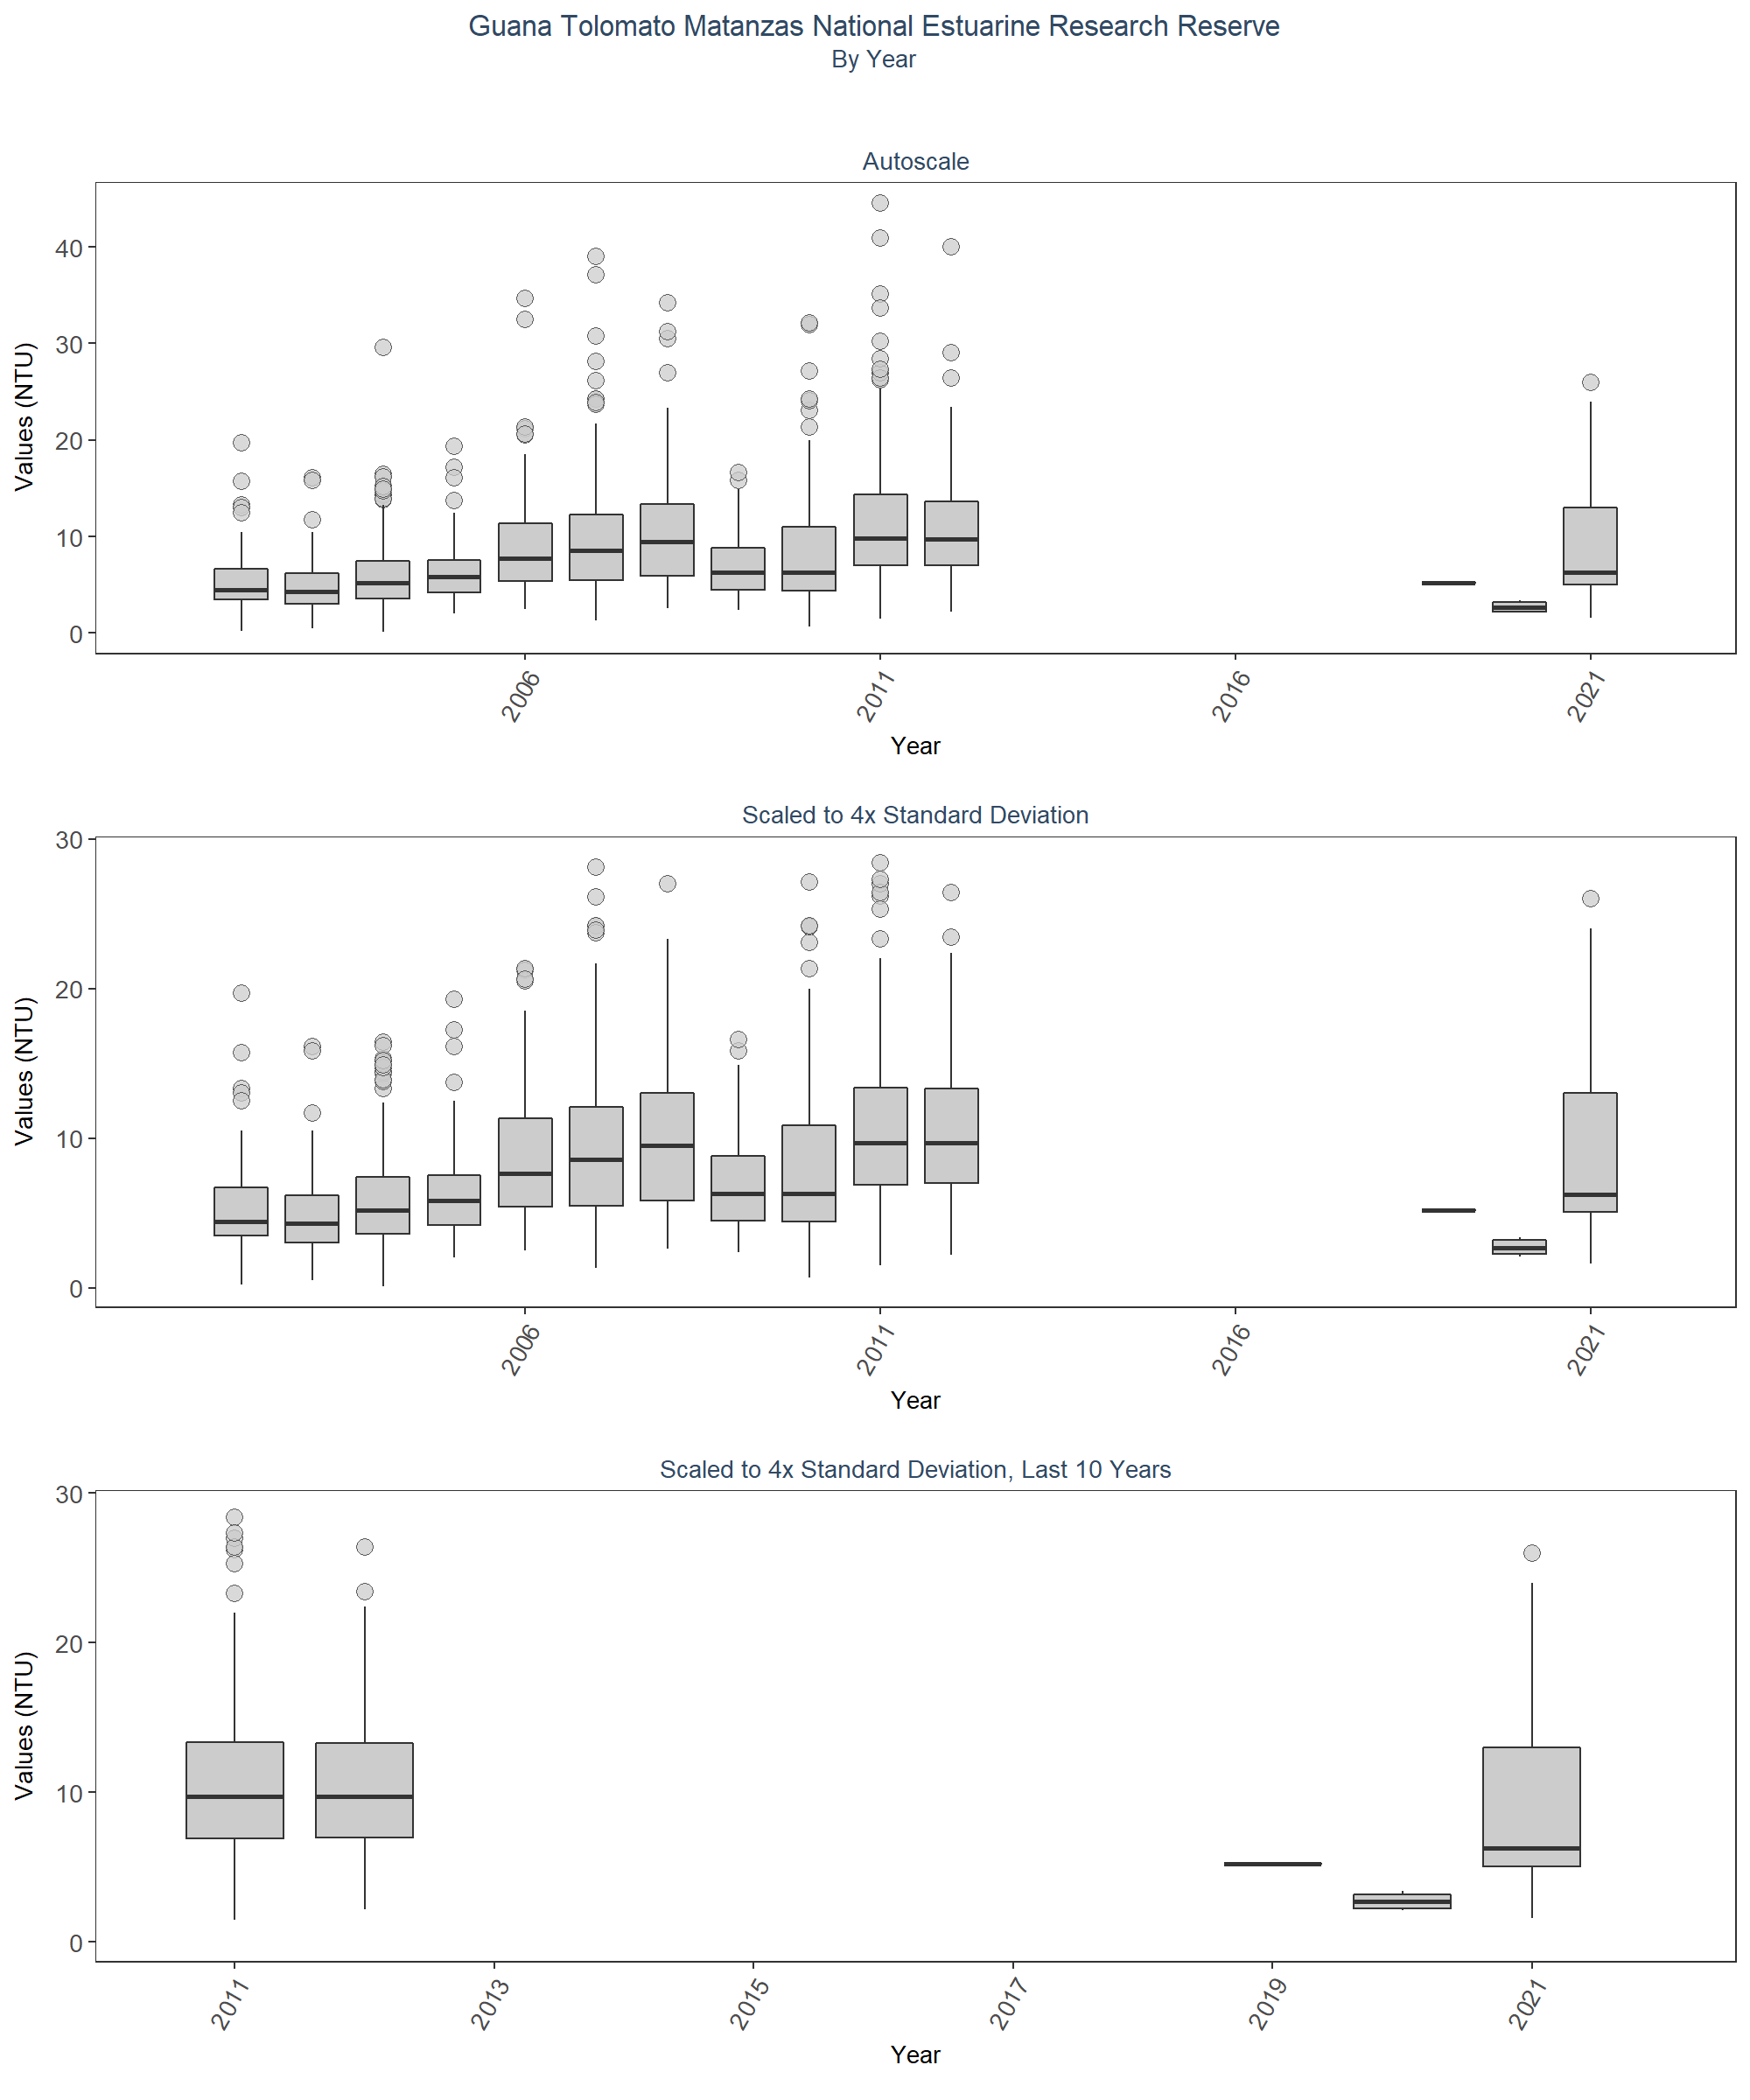 Guana Tolomato Matanzas National Estuarine Research Reserve
By Year
Autoscale
Values (NTU)
40
30
20
10
0
2006
2011
2016
2021
Year
Scaled to 4x Standard Deviation
Values (NTU)
30
20
10
0
2006
2011
2016
2021
Year
Scaled to 4x Standard Deviation, Last 10 Years
Values (NTU)
30
20
10
0
2011
2013
2015
2017
2019
2021
Year